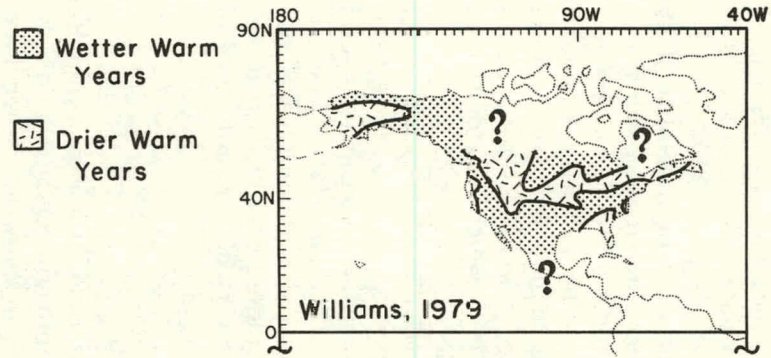 180
90W
40W
90N
Wetter Warm
Years
?
?
Drier Warm
Years
40N
?
Williams, 1979
0